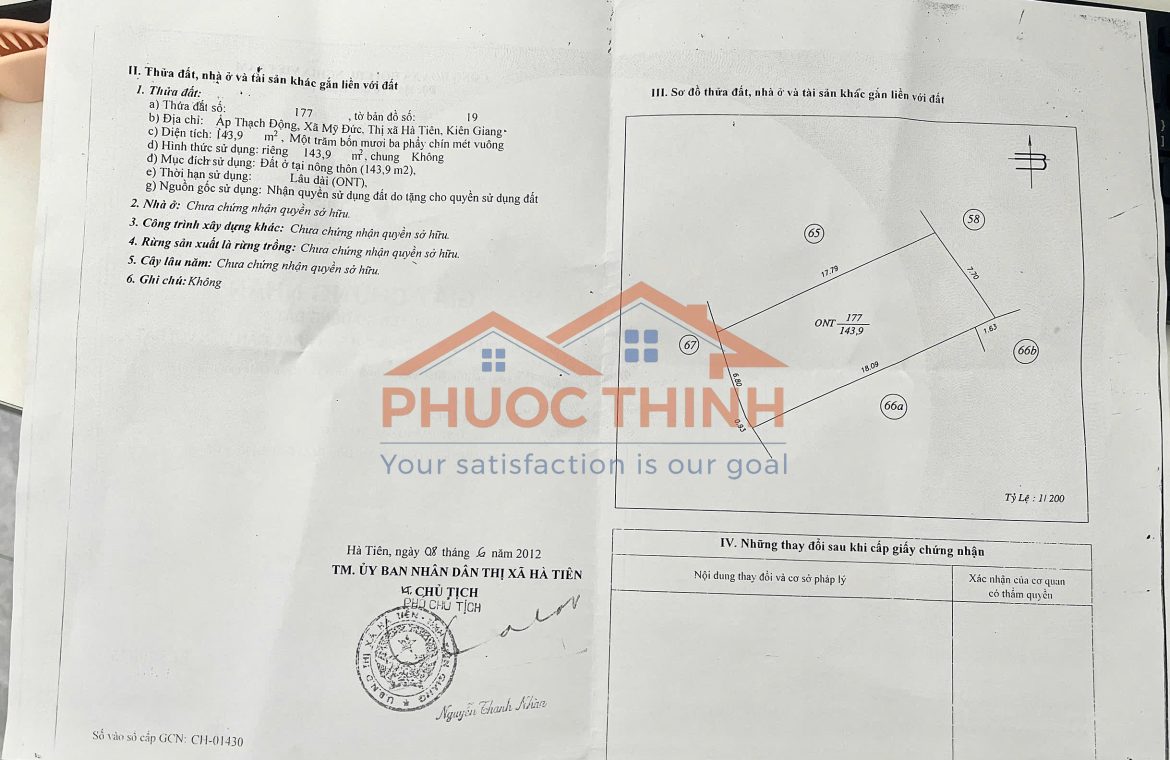 II. Thửa đất, nhà ở và tài sản khác gắn liền với đất
1. Thửa đất:
a) Thửa đất số: 177 , tờ bản đồ số: 19
b) Địa chỉ: Ấp Thạch Động, Xã Mỹ Đức, Thị xã Hà Tiên, Kiên Giang
c) Diện tích: 143,9 m², Một trăm bốn mươi ba phẩy chín mét vuông
d) Hình thức sử dụng: riêng 143,9 m², chung Không
đ) Mục đích sử dụng: Đất ở tại nông thôn (143,9 m2),
e) Thời hạn sử dụng: Lâu dài (ONT),
g) Nguồn gốc sử dụng: Nhận quyền sử dụng đất do tặng cho quyền sử dụng đất
2. Nhà ở: Chưa chứng nhận quyền sở hữu.
3. Công trình xây dựng khác: Chưa chứng nhận quyền sở hữu.
4. Rừng sản xuất là rừng trồng: Chưa chứng nhận quyền sở hữu.
5. Cây lâu năm: Chưa chứng nhận quyền sở hữu.
6. Ghi chú: Không
Hà Tiên, ngày 08 tháng 6 năm 2012
TM. ỦY BAN NHÂN DÂN THỊ XÃ HÀ TIÊN
KT. CHỦ TỊCH
PHÓ CHỦ TỊCH
U.B.N.D THỊ XÃ HÀ TIÊN - TỈNH KIÊN GIANG
Nguyễn Thanh Nhàn
Số vào sổ cấp GCN: CH-01430
III. Sơ đồ thửa đất, nhà ở và tài sản khác gắn liền với đất
65
58
17.79
7.70
ONT 177
143,9
67
1.63
66b
6.80
18.09
0.93
66a
Tỷ Lệ : 1/ 200
PHUOC THINH
Your satisfaction is our goal
IV. Những thay đổi sau khi cấp giấy chứng nhận
Nội dung thay đổi và cơ sở pháp lý
Xác nhận của cơ quan
có thẩm quyền